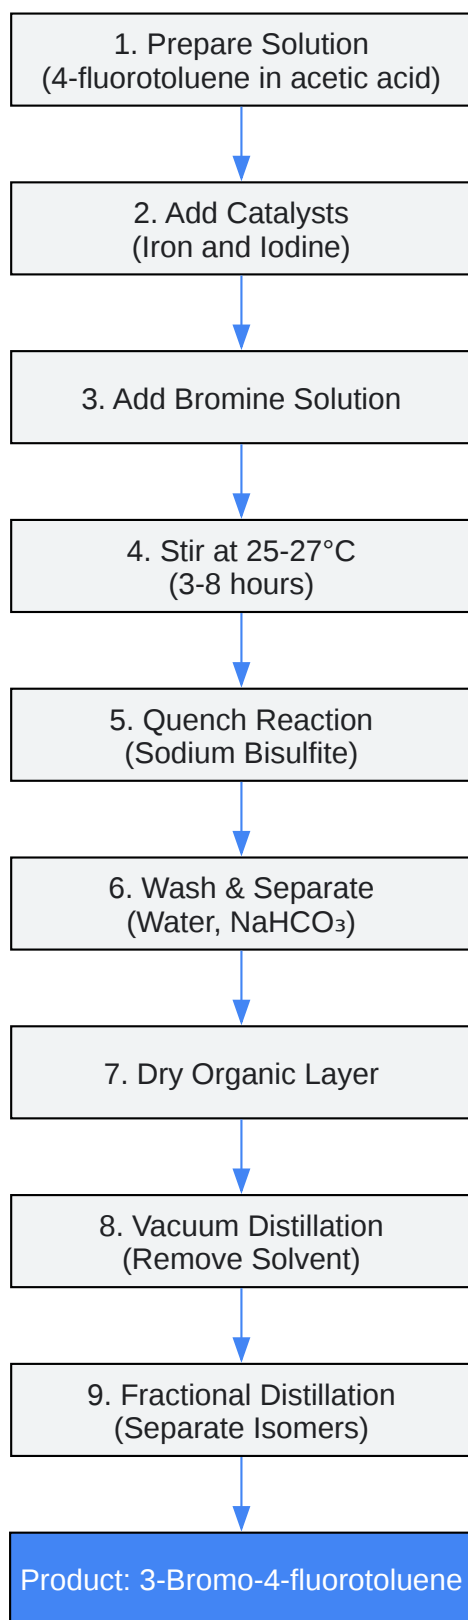 1. Prepare Solution
(4-fluorotoluene in acetic acid)
2. Add Catalysts
(Iron and Iodine)
3. Add Bromine Solution
4. Stir at 25-27°C
(3-8 hours)
5. Quench Reaction
(Sodium Bisulfite)
6. Wash & Separate
(Water, NaHCO₃)
7. Dry Organic Layer
8. Vacuum Distillation
(Remove Solvent)
9. Fractional Distillation
(Separate Isomers)
Product: 3-Bromo-4-fluorotoluene